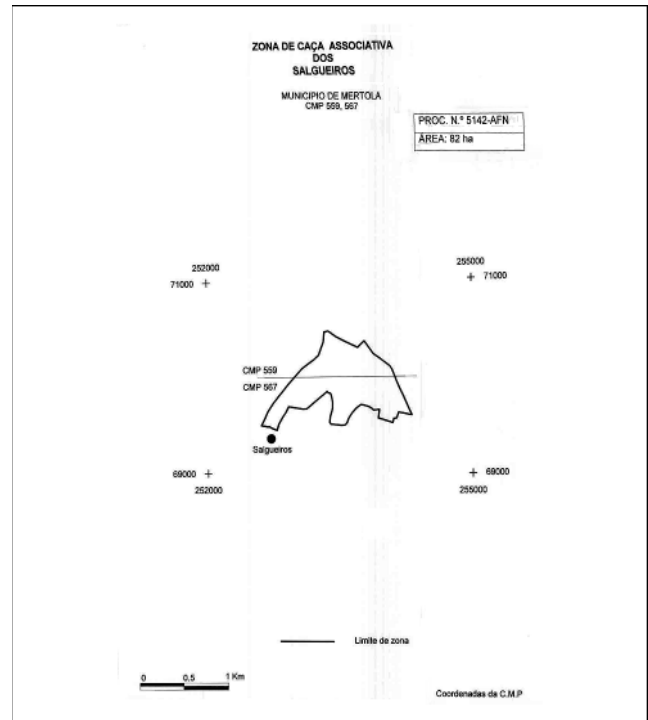 ZONA DE CAÇA ASSOCIATIVA
DOS
SALGUEIROS
MUNICIPIO DE MERTOLA
CMP 559, 567
PROC. N.º 5142-AFN
ÁREA: 82 ha
252000
71000
255000
71000
CMP 559
CMP 567
Salgueiros
69000
252000
69000
255000
Limite de zona
0 0,5 1 Km
Coordenadas da C.M.P